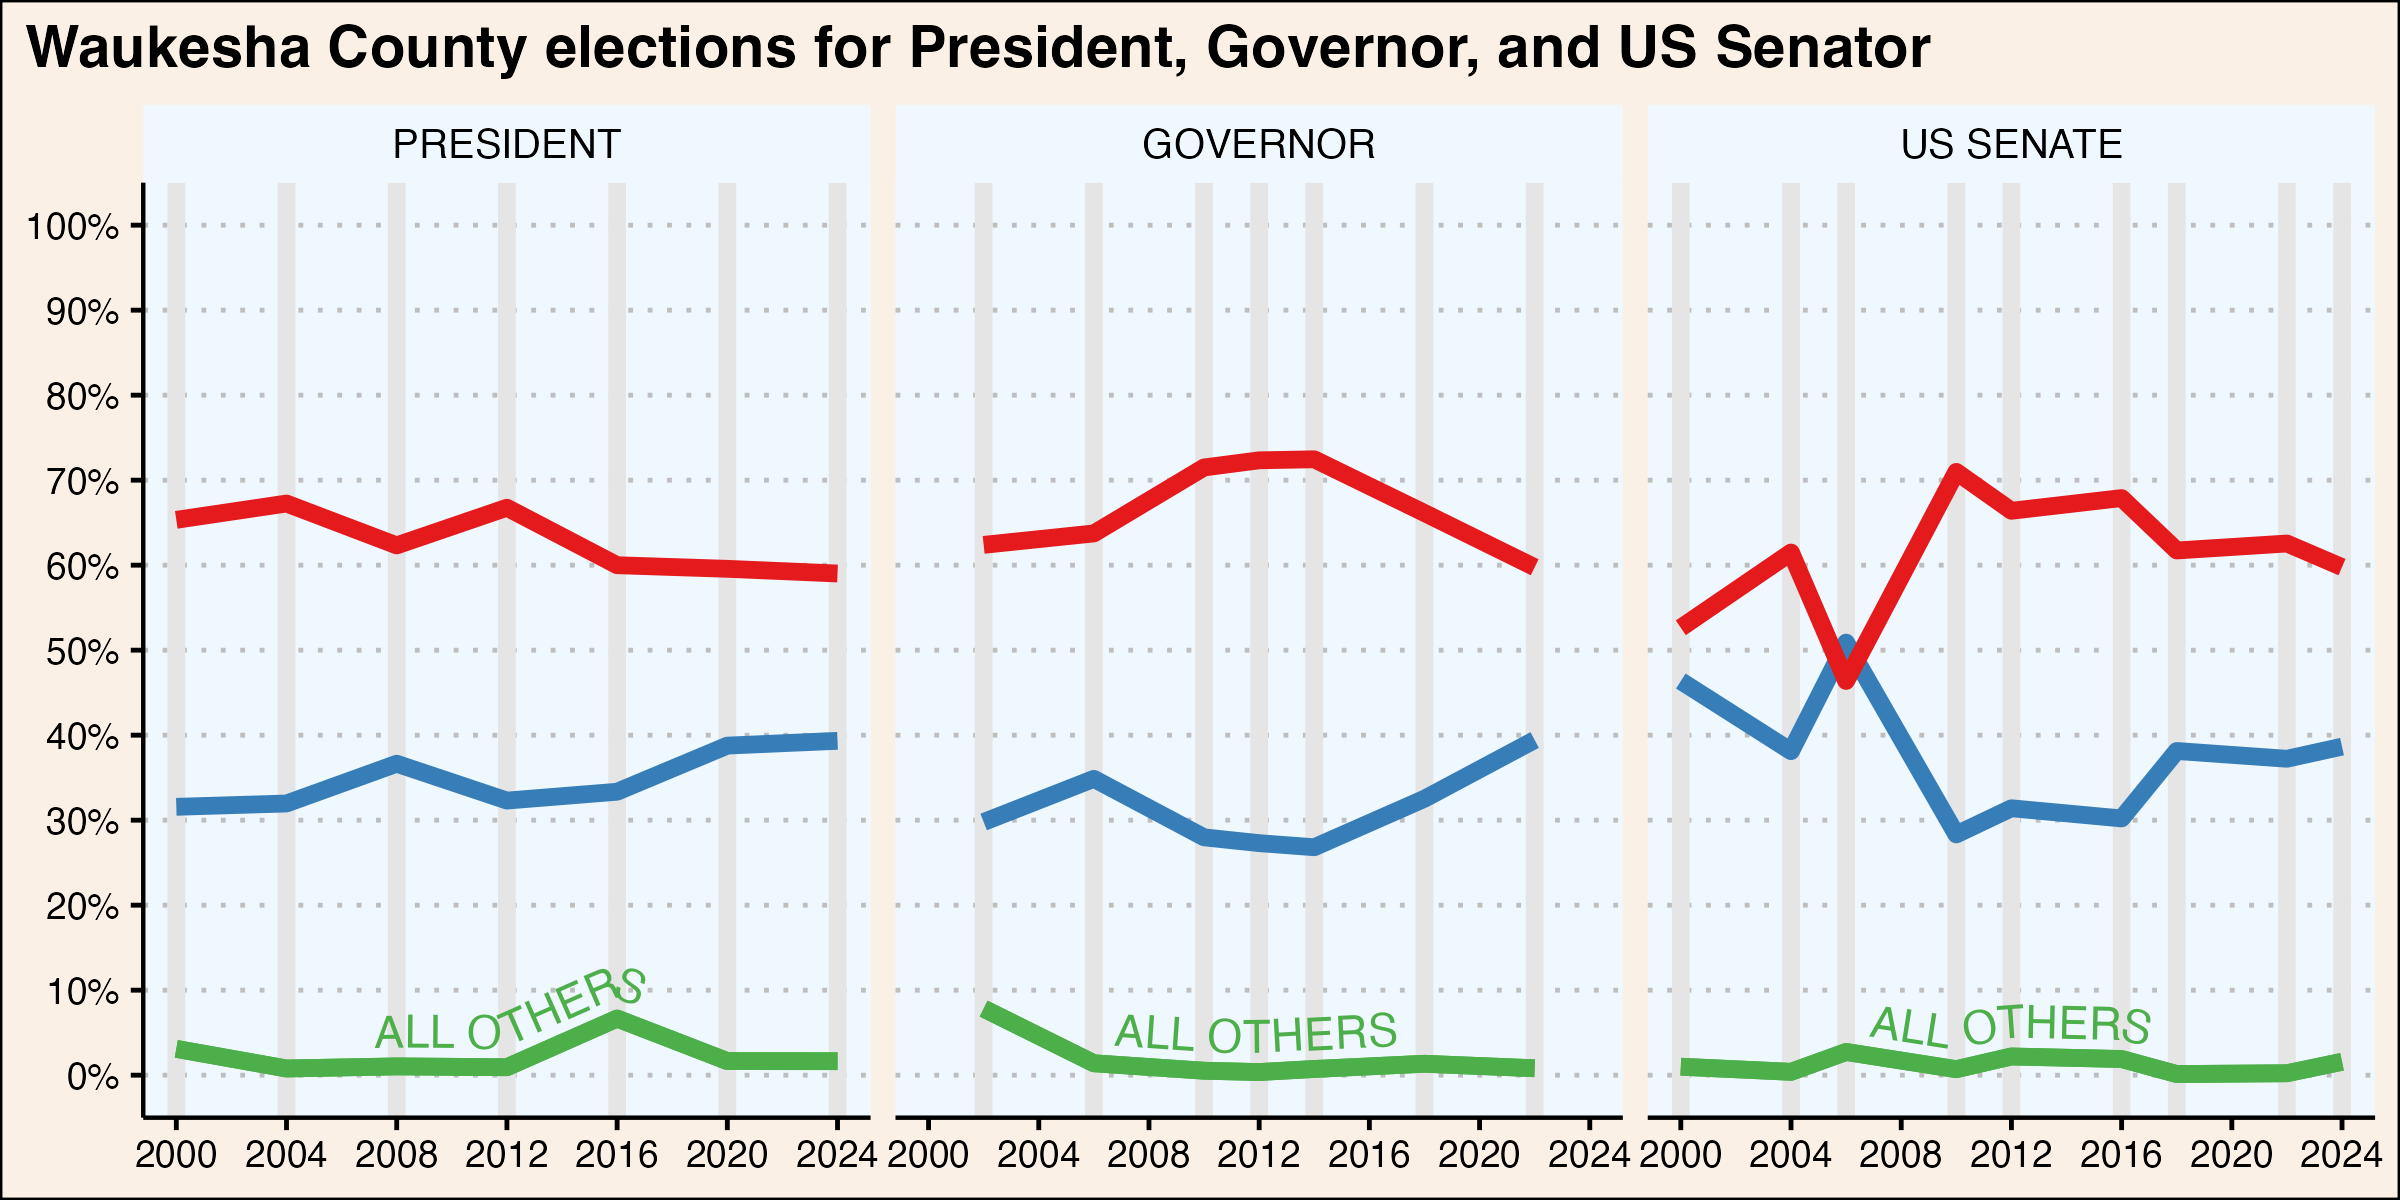 Waukesha County elections for President, Governor, and US Senator
PRESIDENT
GOVERNOR
US SENATE
100%
90%
80%
70%
60%
50%
40%
30%
20%
10%
0%
ALL OTHERS
ALL OTHERS
ALL OTHERS
2000 2004 2008 2012 2016 2020 2024
2000 2004 2008 2012 2016 2020 2024
2000 2004 2008 2012 2016 2020 2024